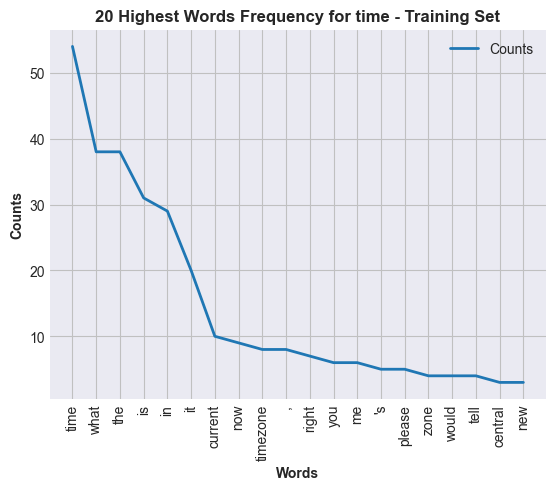 20 Highest Words Frequency for time - Training Set
Counts
Counts
50
40
30
20
10
time
what
the
is
in
it
current
now
timezone
,
right
you
me
's
please
zone
would
tell
central
new
Words